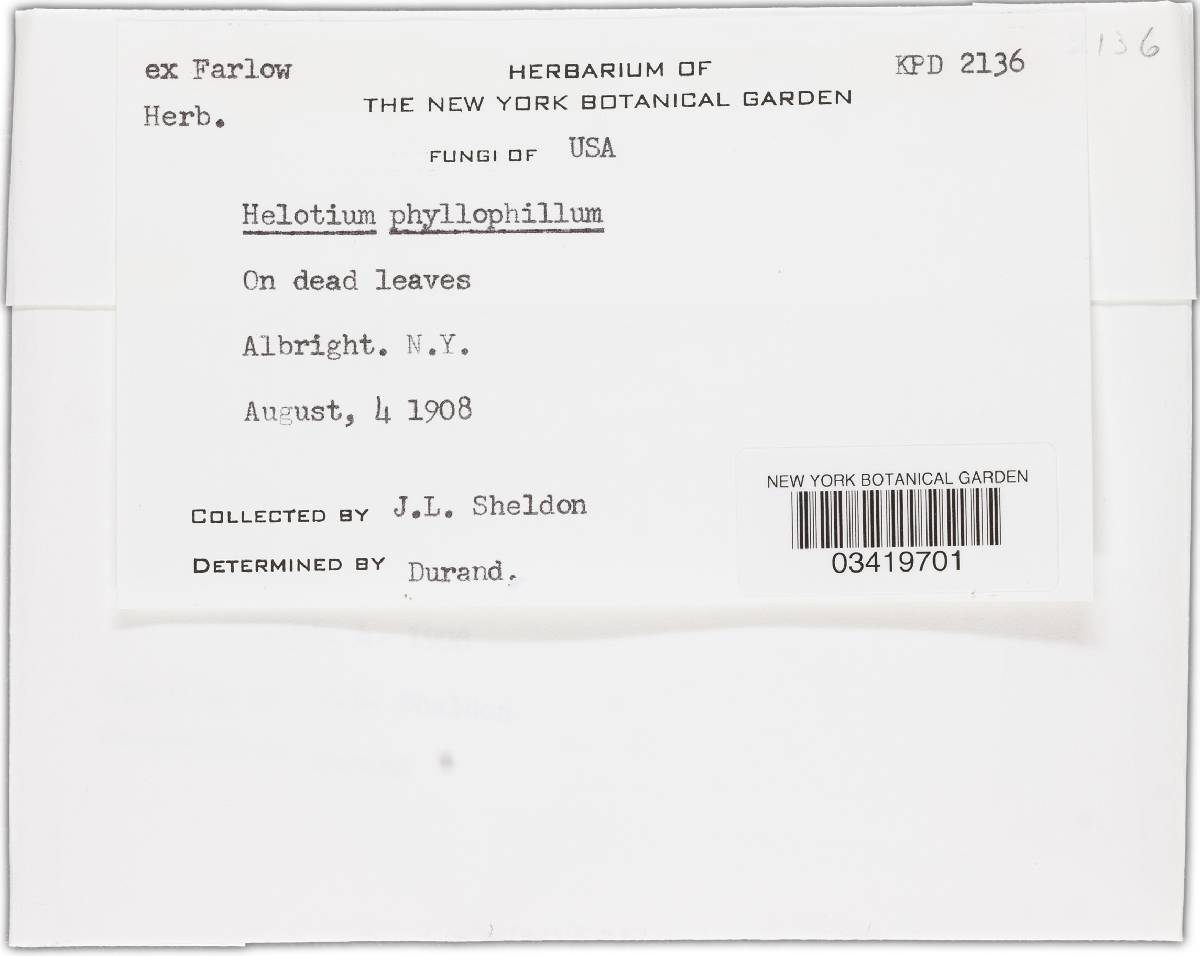 ex Farlow
Herb.
HERBARIUM OF
THE NEW YORK BOTANICAL GARDEN
KPD 2136
136
FUNGI OF USA
Helotium phyllophillum
On dead leaves
Albright. N.Y.
August, 4 1908
COLLECTED BY J.L. Sheldon
DETERMINED BY Durand.
NEW YORK BOTANICAL GARDEN
03419701